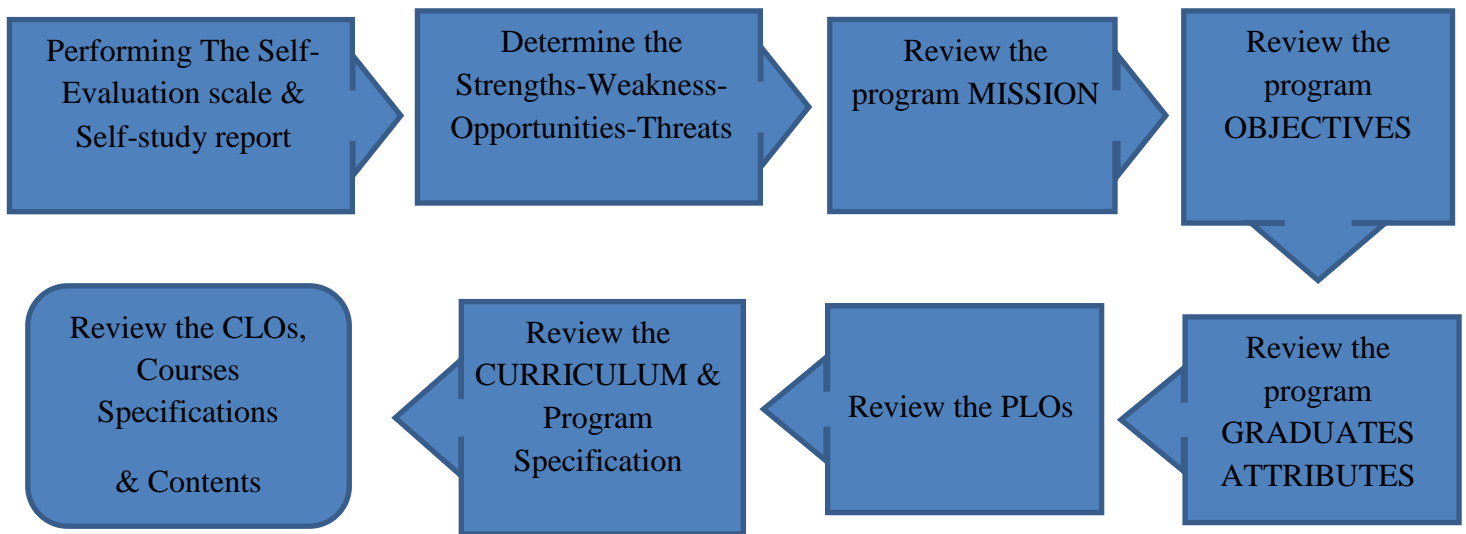 Performing The Self-
Evaluation scale &
Self-study report
Determine the
Strengths-Weakness-
Opportunities-Threats
Review the
program MISSION
Review the
program
OBJECTIVES
Review the
program
GRADUATES
ATTRIBUTES
Review the PLOs
Review the
CURRICULUM &
Program
Specification
Review the CLOs,
Courses
Specifications
& Contents